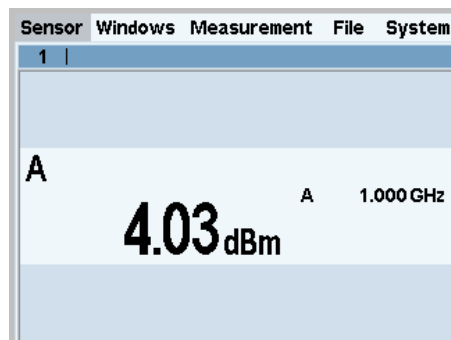 Sensor Windows Measurement File System
1
A
A 1.000 GHz
4.03 dBm